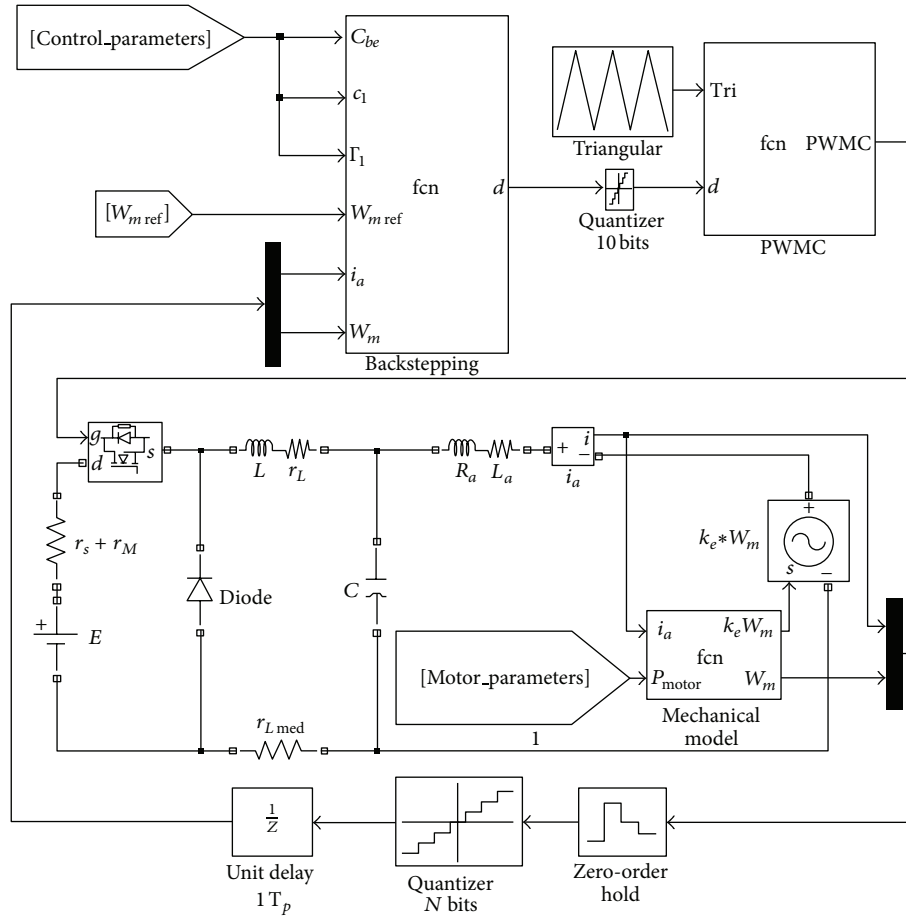 [Control_parameters]
C_be
c_1
Γ_1
[W_m ref]
W_m ref
i_a
W_m
fcn
d
Backstepping
Triangular
Quantizer
10 bits
Tri
fcn
PWMC
d
PWMC
g
d
s
L
r_L
R_a
L_a
+
i
−
i_a
r_s + r_M
+
E
Diode
C
k_e*W_m
+
s
−
[Motor_parameters]
1
i_a
k_eW_m
fcn
P_motor
W_m
Mechanical
model
r_L med
1
Z
Unit delay
1 T_p
Quantizer
N bits
Zero-order
hold